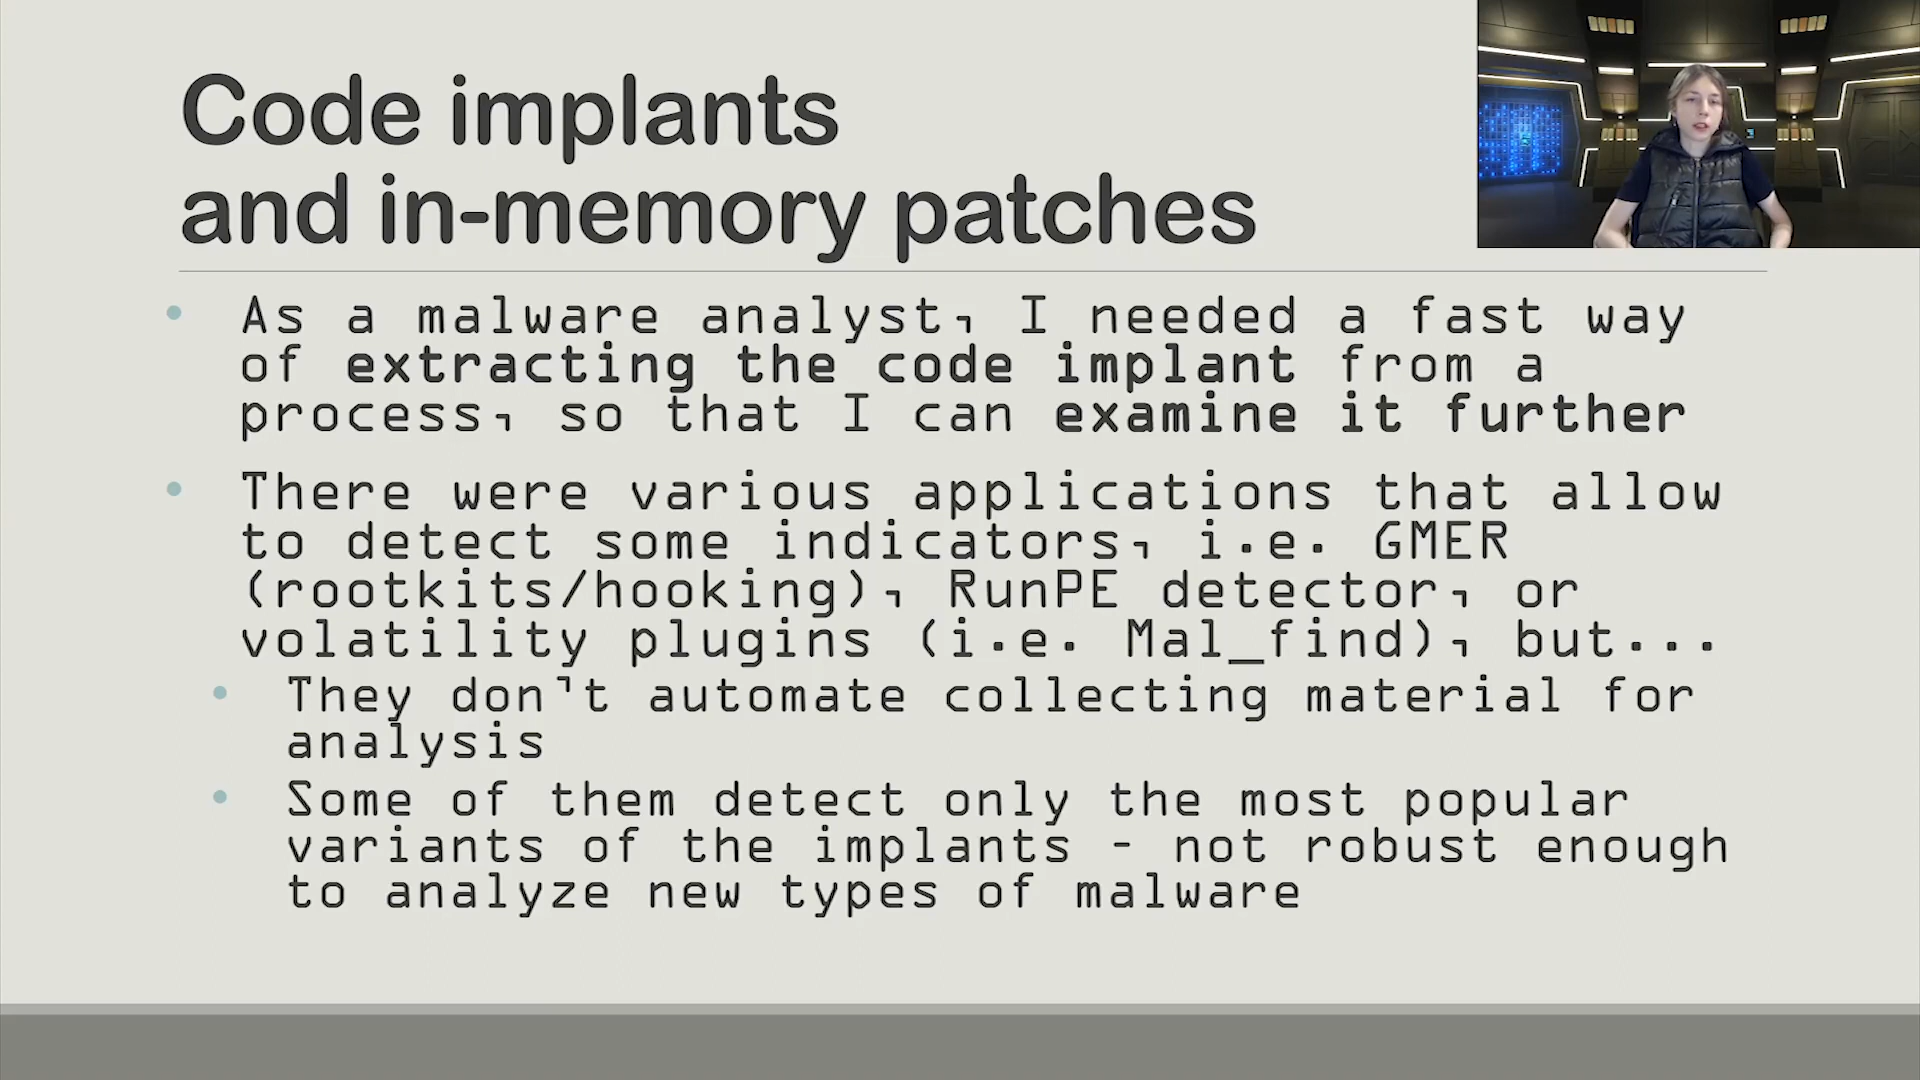 Code implants
and in-memory patches
• As a malware analyst, I needed a fast way
of extracting the code implant from a
process, so that I can examine it further
• There were various applications that allow
to detect some indicators, i.e. GMER
(rootkits/hooking), RunPE detector, or
volatility plugins (i.e. Mal_find), but...
• They don't automate collecting material for
analysis
• Some of them detect only the most popular
variants of the implants - not robust enough
to analyze new types of malware